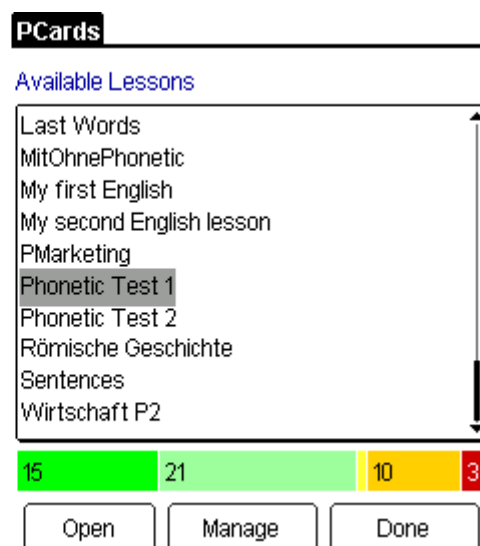 PCards
Available Lessons
Last Words
MitOhnePhonetic
My first English
My second English lesson
PMarketing
Phonetic Test 1
Phonetic Test 2
Römische Geschichte
Sentences
Wirtschaft P2
15 21 10 3
Open Manage Done